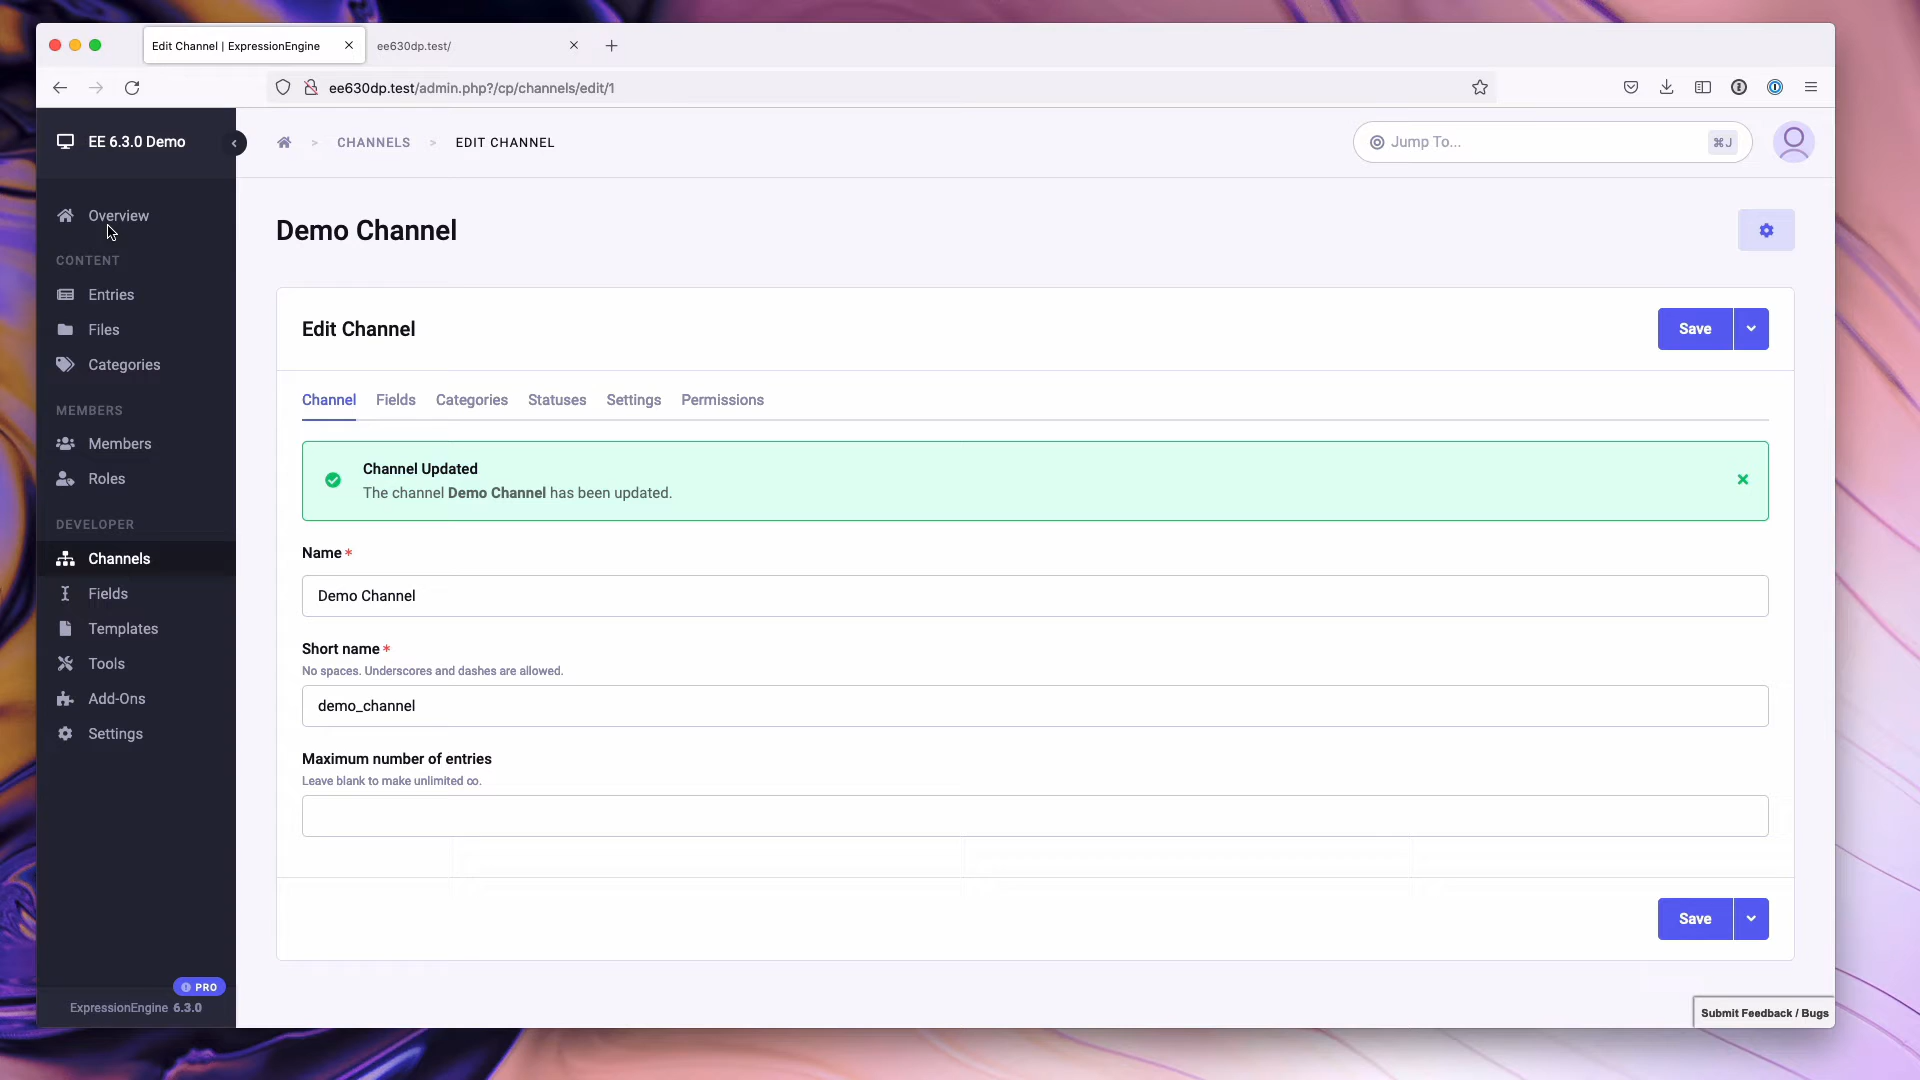 Edit Channel | ExpressionEngine
ee630dp.test/
ee630dp.test/admin.php?/cp/channels/edit/1
EE 6.3.0 Demo
> CHANNELS > EDIT CHANNEL
Jump To...
⌘J
Overview
CONTENT
Entries
Files
Categories
MEMBERS
Members
Roles
DEVELOPER
Channels
Fields
Templates
Tools
Add-Ons
Settings
PRO
ExpressionEngine 6.3.0
Demo Channel
Edit Channel
Save
Channel Fields Categories Statuses Settings Permissions
Channel Updated
The channel Demo Channel has been updated.
Name *
Demo Channel
Short name *
No spaces. Underscores and dashes are allowed.
demo_channel
Maximum number of entries
Leave blank to make unlimited ∞.
Save
Submit Feedback / Bugs